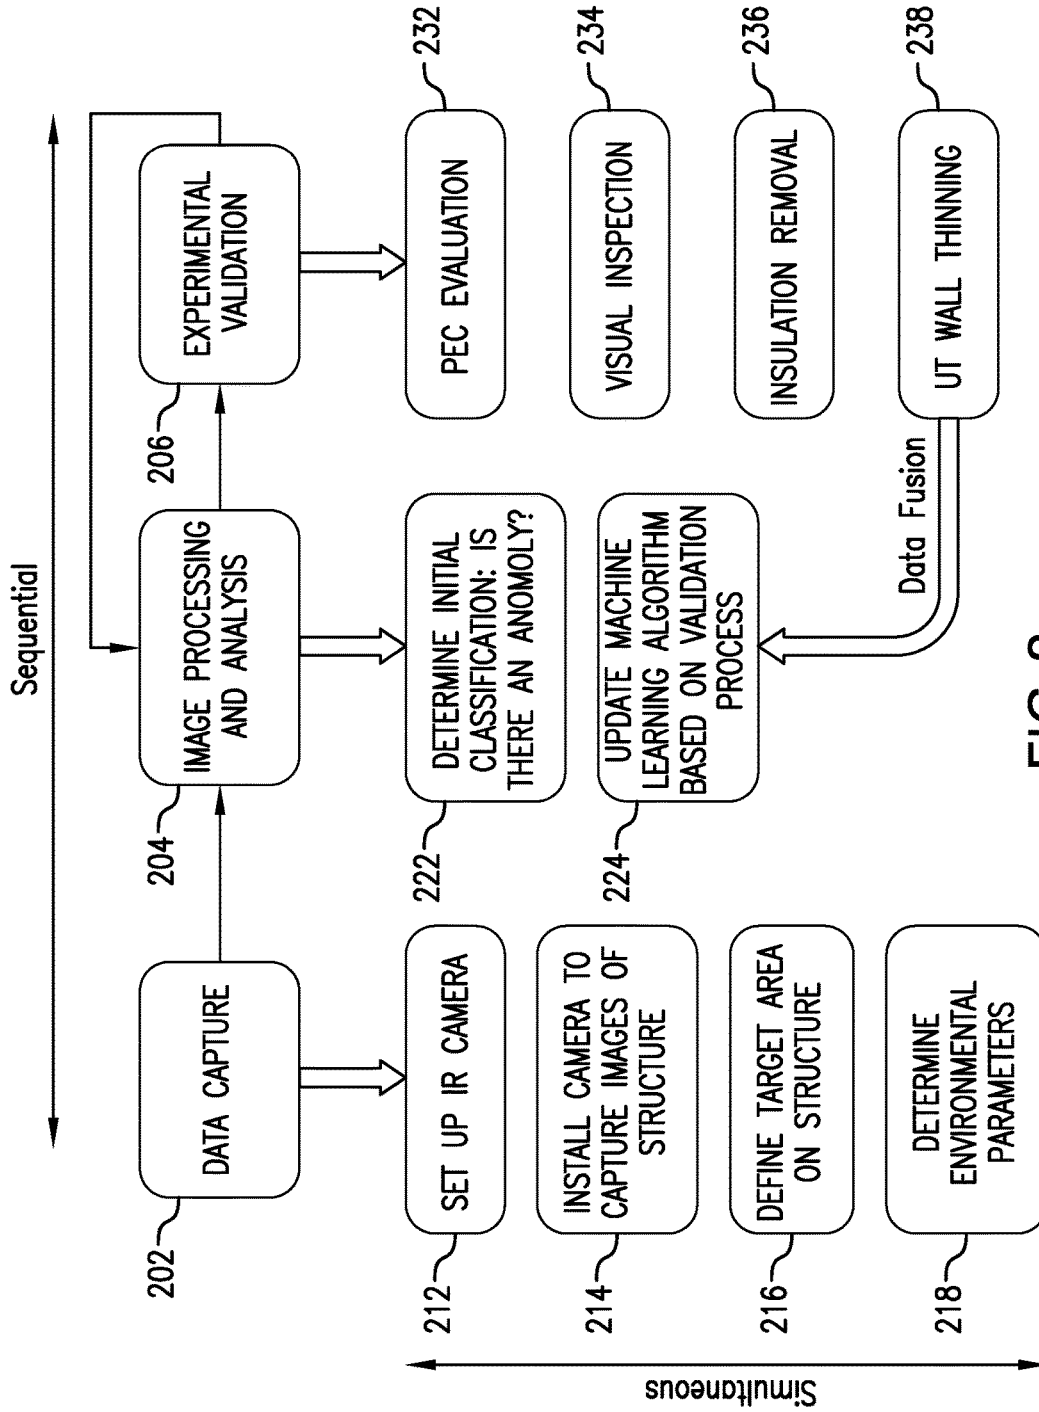 Sequential
202
DATA CAPTURE
204
IMAGE PROCESSING
AND ANALYSIS
206
EXPERIMENTAL
VALIDATION
Simultaneous
212
SET UP IR CAMERA
214
INSTALL CAMERA TO
CAPTURE IMAGES OF
STRUCTURE
216
DEFINE TARGET AREA
ON STRUCTURE
218
DETERMINE
ENVIRONMENTAL
PARAMETERS
222
DETERMINE INITIAL
CLASSIFICATION: IS
THERE AN ANOMOLY?
224
UPDATE MACHINE
LEARNING ALGORITHM
BASED ON VALIDATION
PROCESS
232
PEC EVALUATION
234
VISUAL INSPECTION
236
INSULATION REMOVAL
238
UT WALL THINNING
Data Fusion